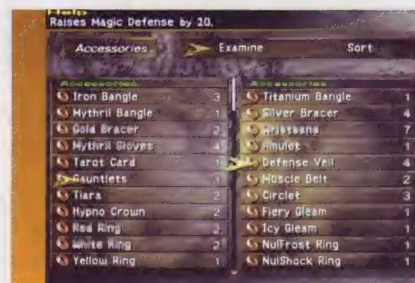 Help
Raises Magic Defense by 20.
Accessories Examine Sort
Accessories Accessories
Iron Bangle 3 Titanium Bangle 1
Mythril Bangle 1 Silver Bracer 4
Gold Bracer 2 Wristband 7
Mythril Gloves 4 Amulet 1
Tarot Card 1 Defense Veil 4
Gauntlets 1 Muscle Belt 2
Tiara 2 Circlet 3
Hypno Crown 2 Fiery Gleam 1
Red Ring 2 Icy Gleam 1
White Ring 2 NulFrost Ring 1
Yellow Ring 1 NulShock Ring 1